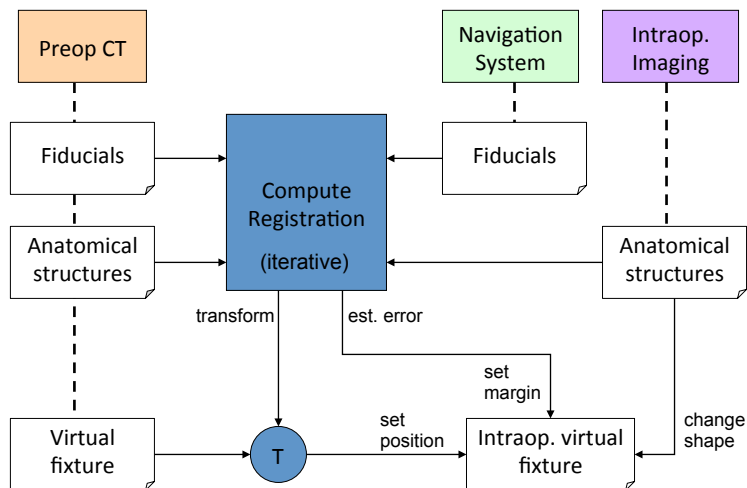 Preop CT
Navigation
System
Intraop.
Imaging
Fiducials
Compute
Registration
(iterative)
Fiducials
Anatomical
structures
Anatomical
structures
transform
est. error
set
margin
change
shape
Virtual
fixture
T
set
position
Intraop. virtual
fixture